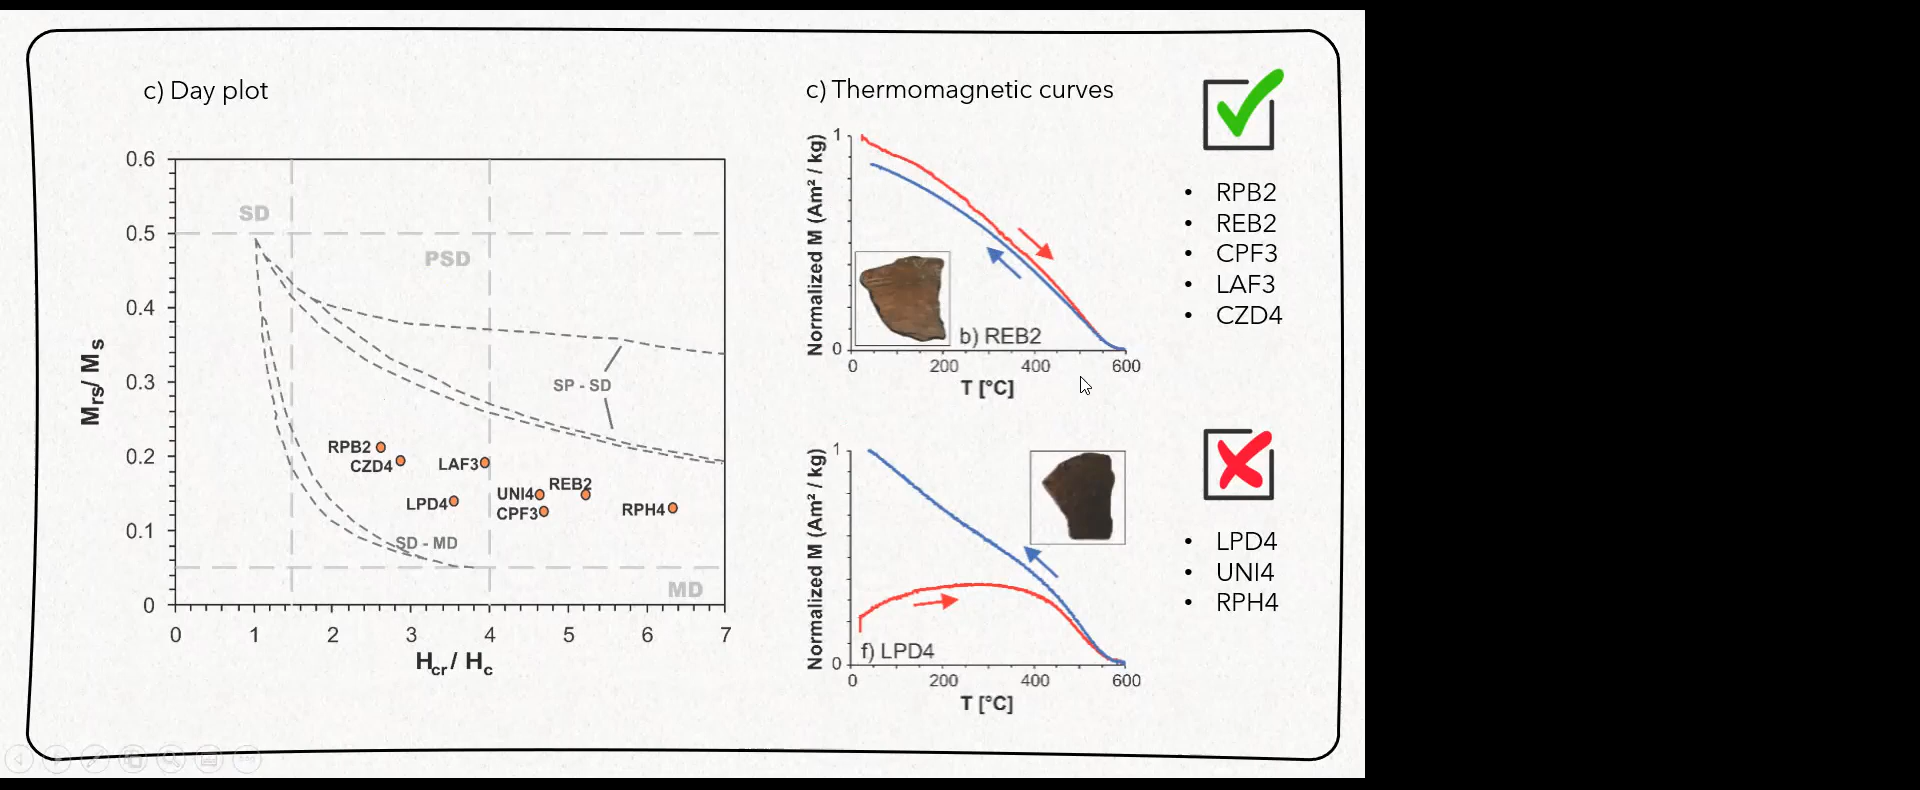 c) Day plot
0.6
0.5
0.4
0.3
0.2
0.1
0
Mrs/ Ms
SD
PSD
SP - SD
RPB2
CZD4
LAF3
LPD4
UNI4
REB2
CPF3
RPH4
SD - MD
MD
0 1 2 3 4 5 6 7
Hcr / Hc
c) Thermomagnetic curves
Normalized M (Am² / kg)
1
0
b) REB2
0 200 400 600
T [°C]
Normalized M (Am² / kg)
1
0
f) LPD4
0 200 400 600
T [°C]
• RPB2
• REB2
• CPF3
• LAF3
• CZD4
• LPD4
• UNI4
• RPH4